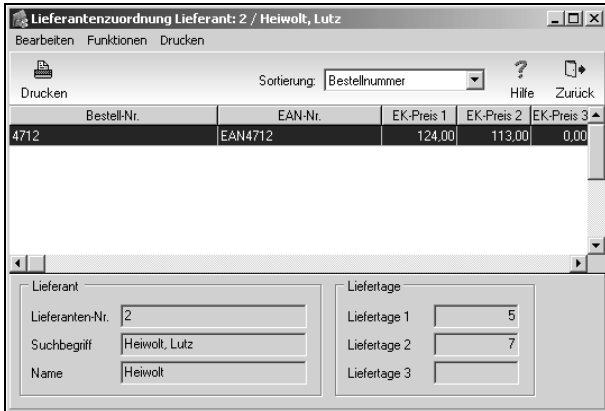 Lieferantenzuordnung Lieferant: 2 / Heiwolt, Lutz
Bearbeiten Funktionen Drucken
Drucken Sortierung: Bestellnummer Hilfe Zurück
Bestell-Nr. EAN-Nr. EK-Preis 1 EK-Preis 2 EK-Preis 3
4712 EAN4712 124,00 113,00 0,00
Lieferant Liefertage
Lieferanten-Nr. 2 Liefertage 1 5
Suchbegriff Heiwolt, Lutz Liefertage 2 7
Name Heiwolt Liefertage 3